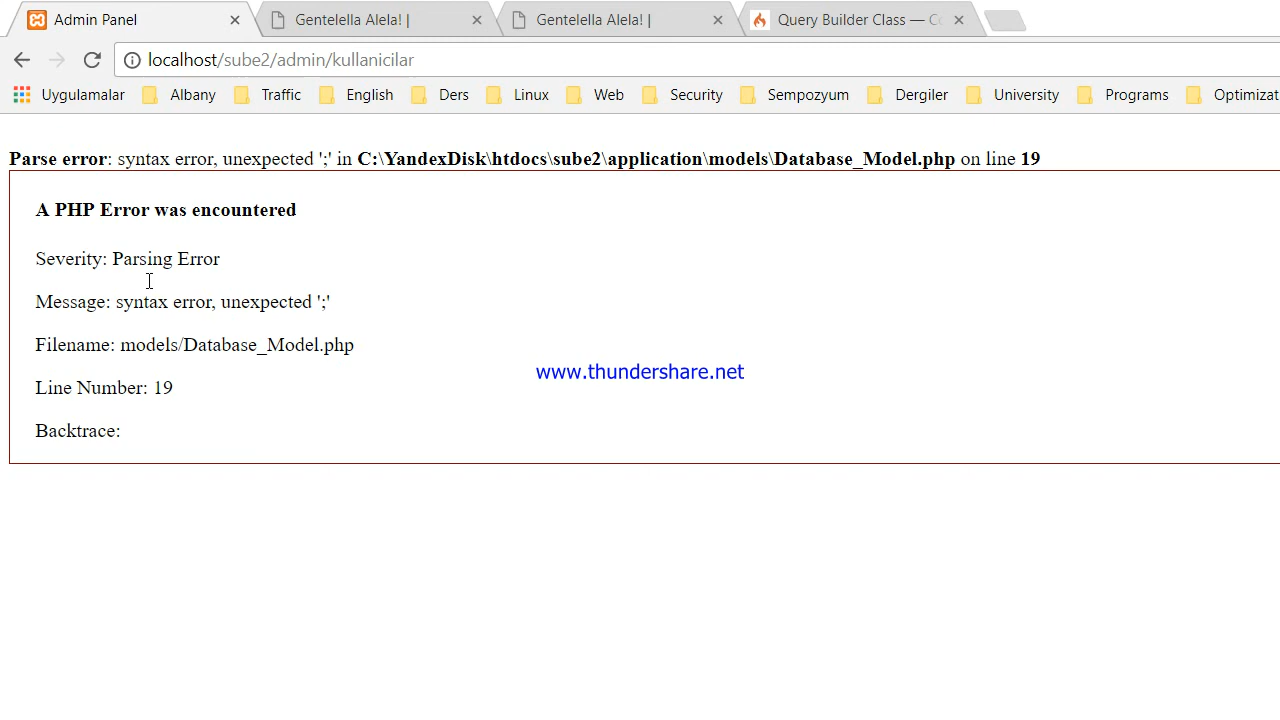 Admin Panel
Gentelella Alela! |
Gentelella Alela! |
Query Builder Class — Co
localhost/sube2/admin/kullanicilar
Uygulamalar Albany Traffic English Ders Linux Web Security Sempozyum Dergiler University Programs Optimizat
Parse error: syntax error, unexpected ';' in C:\YandexDisk\htdocs\sube2\application\models\Database_Model.php on line 19
A PHP Error was encountered
Severity: Parsing Error
Message: syntax error, unexpected ';'
Filename: models/Database_Model.php
www.thundershare.net
Line Number: 19
Backtrace: